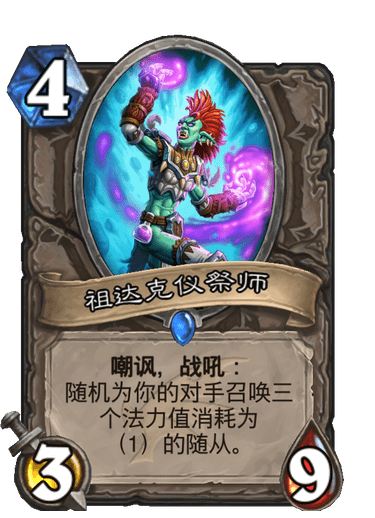 4
祖达克仪祭师
嘲讽，战吼：
随机为你的对手召唤三
个法力值消耗为
（1）的随从。
3
9